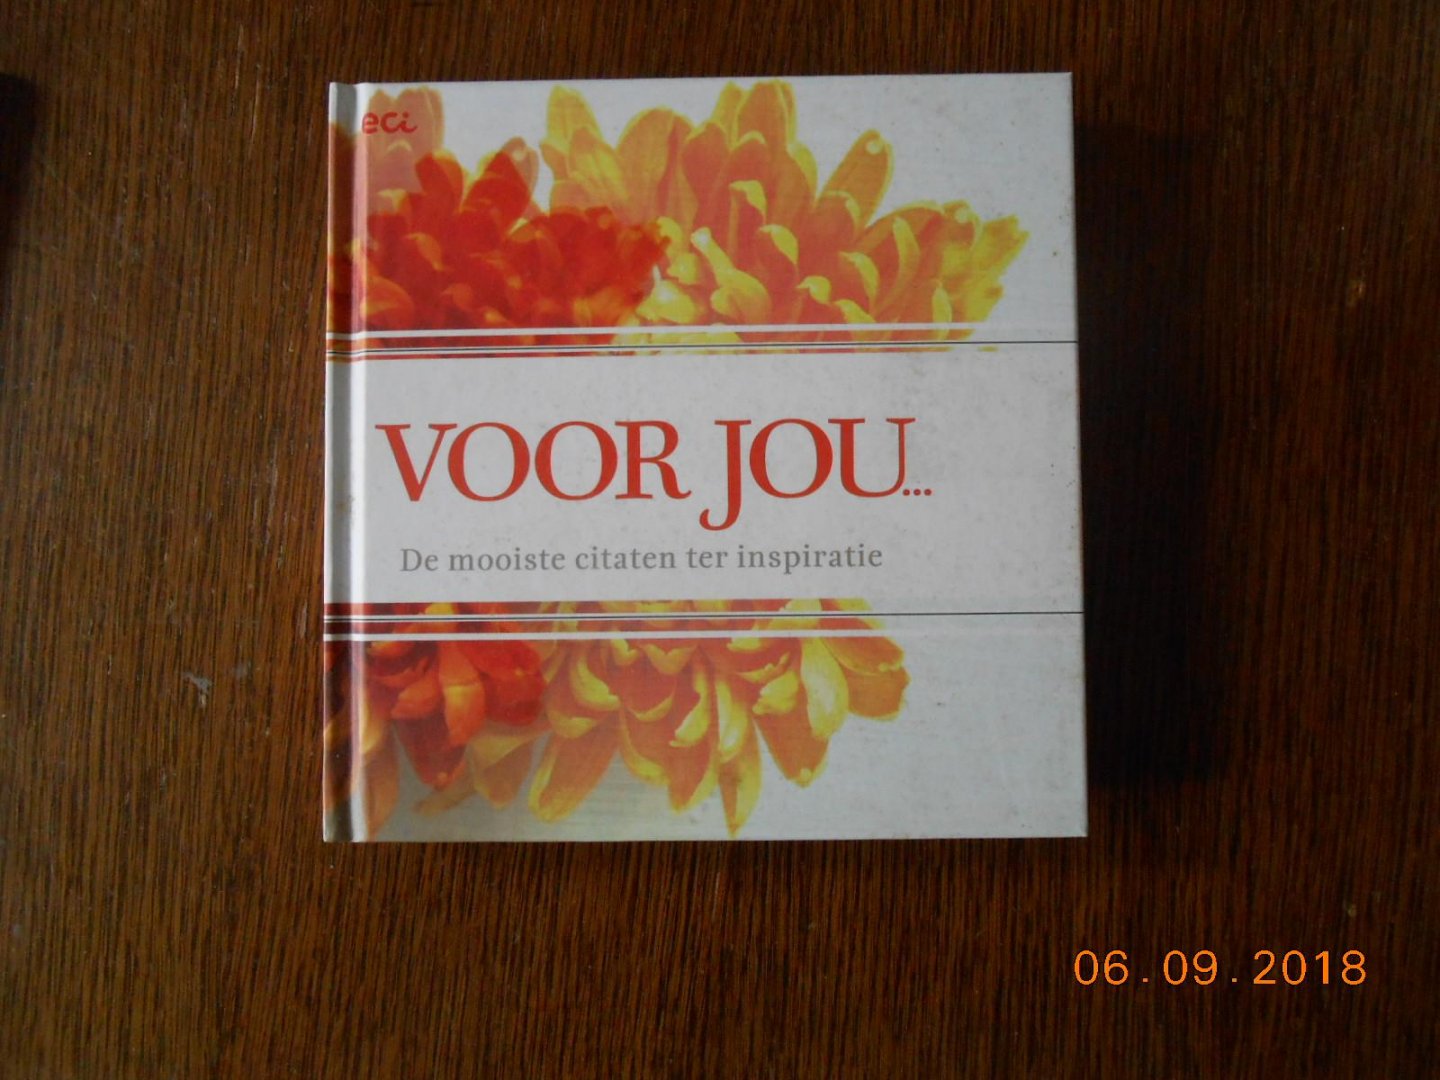 eci
VOOR JOU...
De mooiste citaten ter inspiratie
06.09.2018